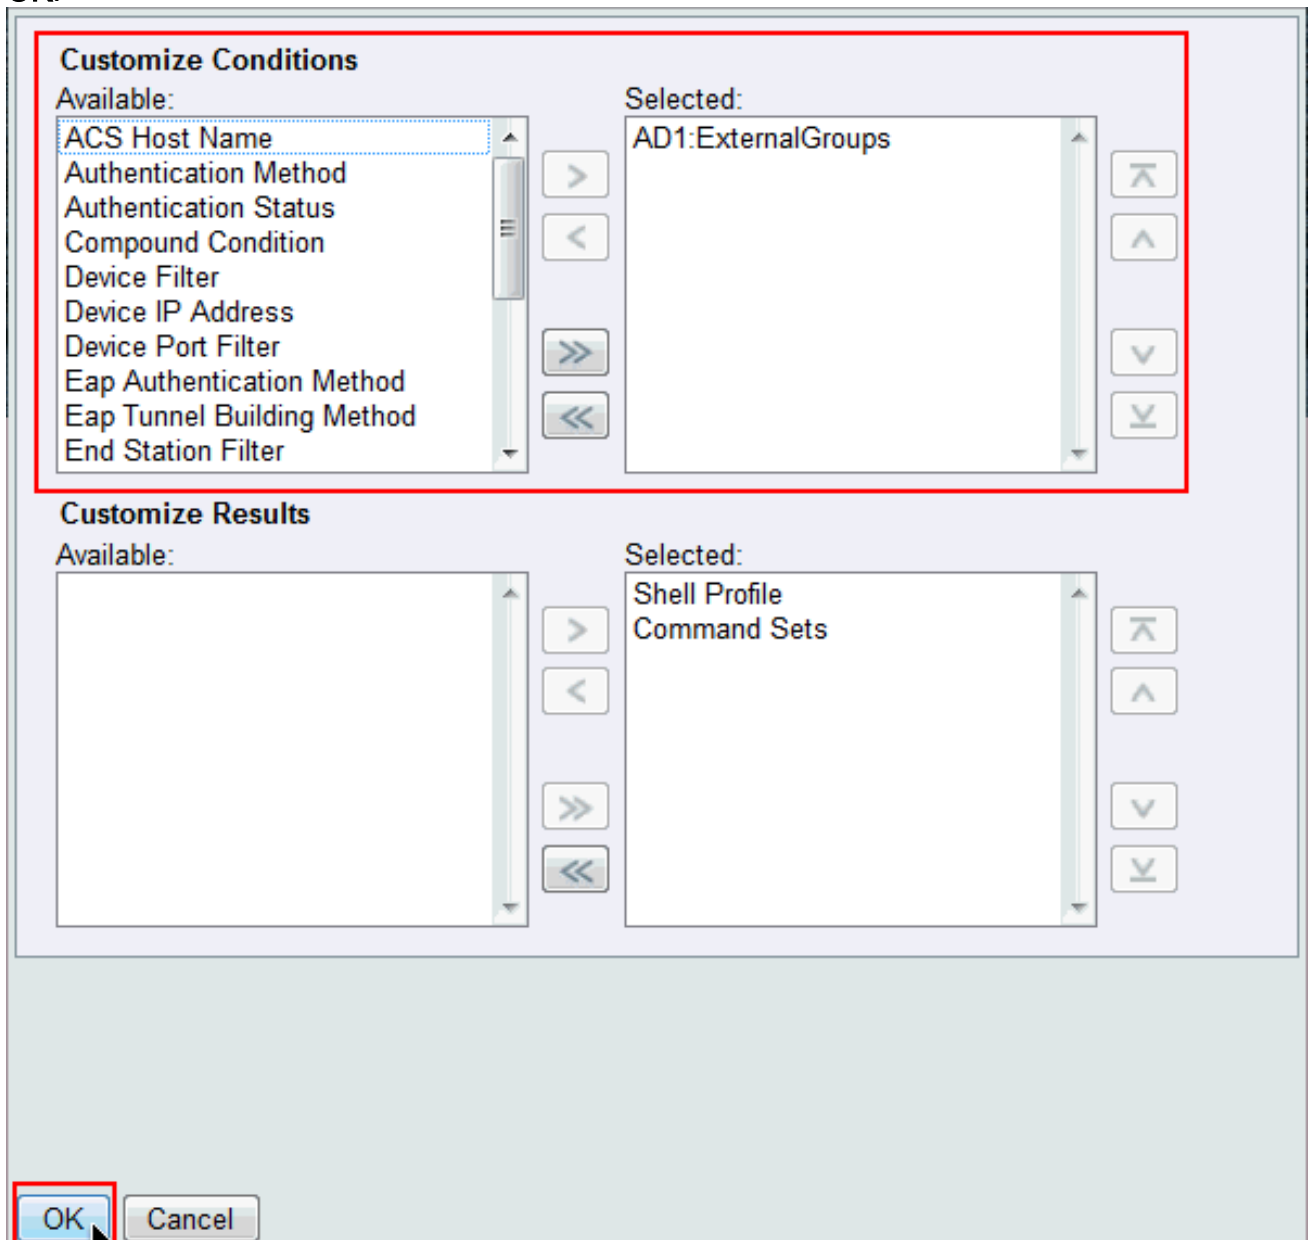 Customize Conditions
Available:
Selected:
ACS Host Name
Authentication Method
Authentication Status
Compound Condition
Device Filter
Device IP Address
Device Port Filter
Eap Authentication Method
Eap Tunnel Building Method
End Station Filter
AD1:ExternalGroups
Customize Results
Available:
Selected:
Shell Profile
Command Sets
OK
Cancel